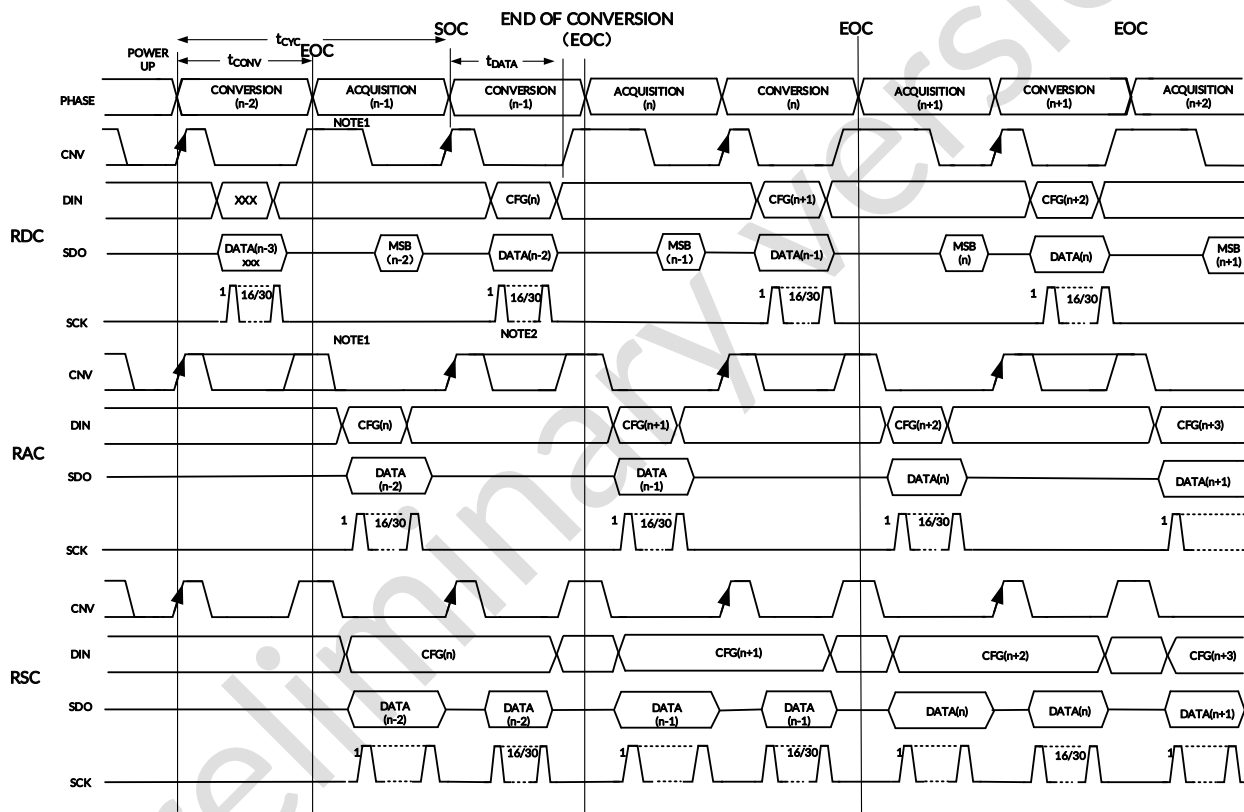 END OF CONVERSION
(EOC)
SOC
EOC
EOC
EOC
tCYC
POWER
UP
tCONV
tDATA
PHASE
CONVERSION
(n-2)
ACQUISITION
(n-1)
CONVERSION
(n-1)
ACQUISITION
(n)
CONVERSION
(n)
ACQUISITION
(n+1)
CONVERSION
(n+1)
ACQUISITION
(n+2)
NOTE1
CNV
RDC
DIN
XXX
CFG(n)
CFG(n+1)
CFG(n+2)
SDO
DATA(n-3)
xxx
MSB
(n-2)
DATA(n-2)
MSB
(n-1)
DATA(n-1)
MSB
(n)
DATA(n)
MSB
(n+1)
SCK
1 16/30
1 16/30
1 16/30
1 16/30
NOTE1
NOTE2
CNV
RAC
DIN
CFG(n)
CFG(n+1)
CFG(n+2)
CFG(n+3)
SDO
DATA
(n-2)
DATA
(n-1)
DATA(n)
DATA(n+1)
SCK
1 16/30
1 16/30
1 16/30
1
CNV
RSC
DIN
CFG(n)
CFG(n+1)
CFG(n+2)
CFG(n+3)
SDO
DATA
(n-2)
DATA
(n-2)
DATA
(n-1)
DATA
(n-1)
DATA(n)
DATA(n)
DATA(n+1)
SCK
1
16/30
1
16/30
1
16/30
1
preliminary version